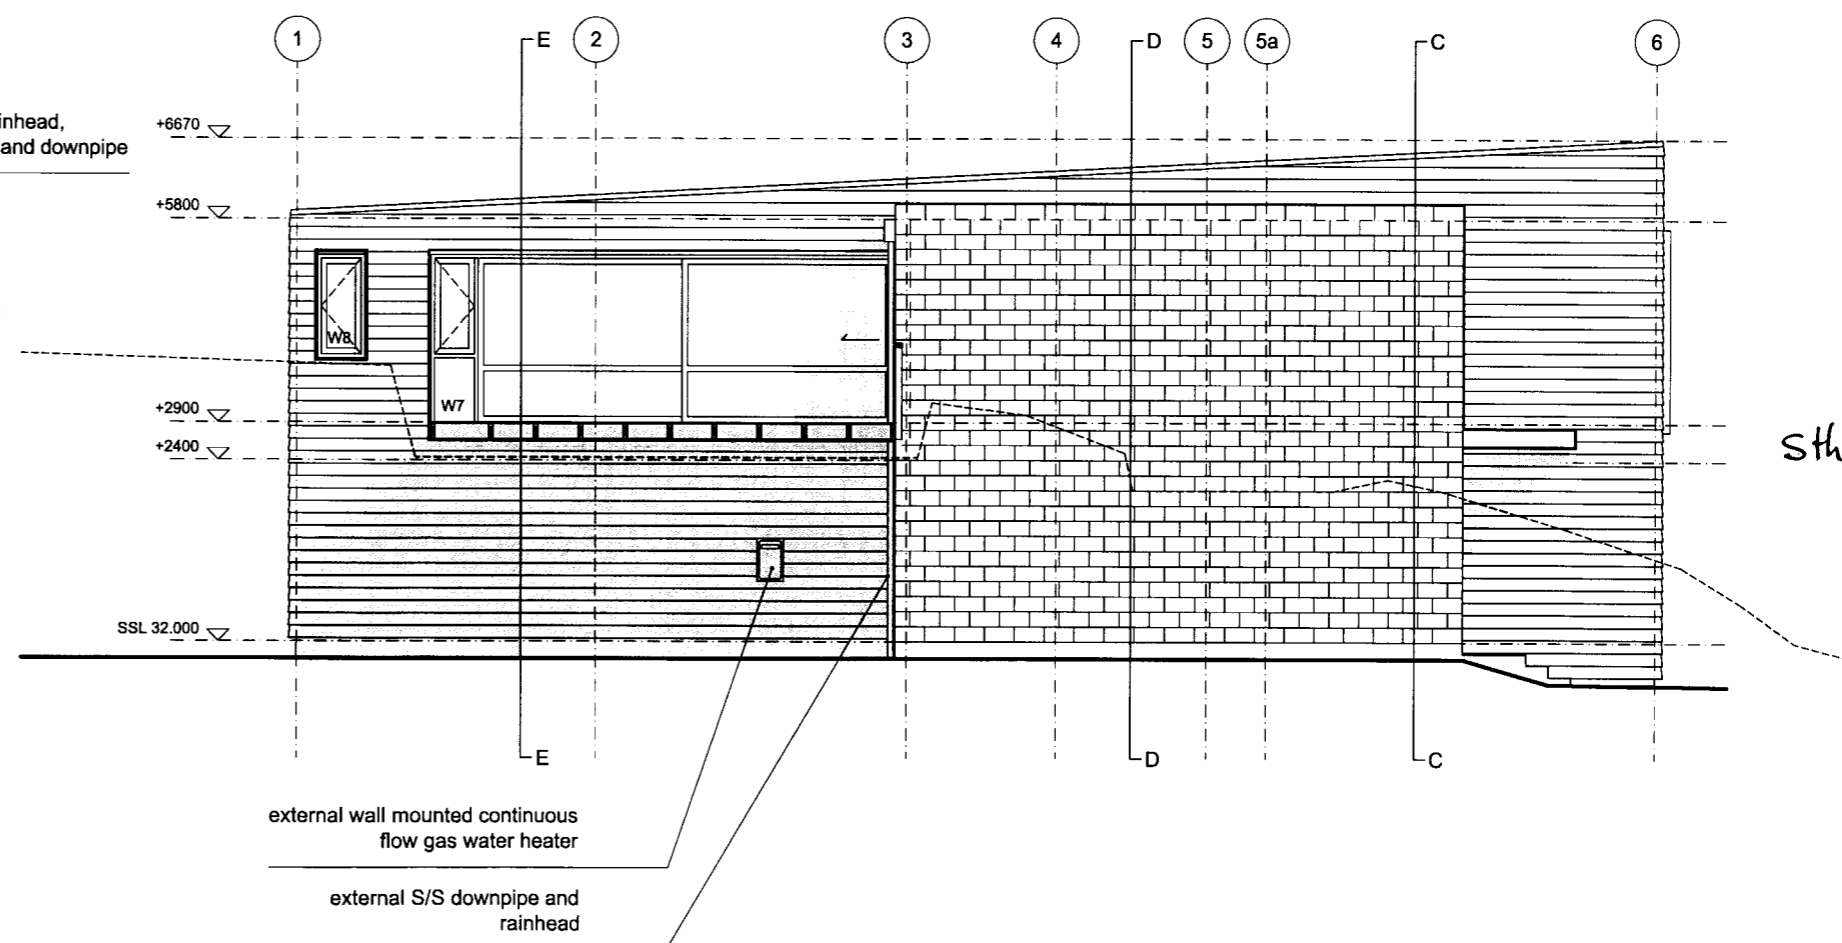 1
E
2
3
4
D
5
5a
C
6
inhead,
and downpipe
+6670
+5800
W8
W7
+2900
+2400
sth
SSL 32.000
E
D
C
external wall mounted continuous
flow gas water heater
external S/S downpipe and
rainhead